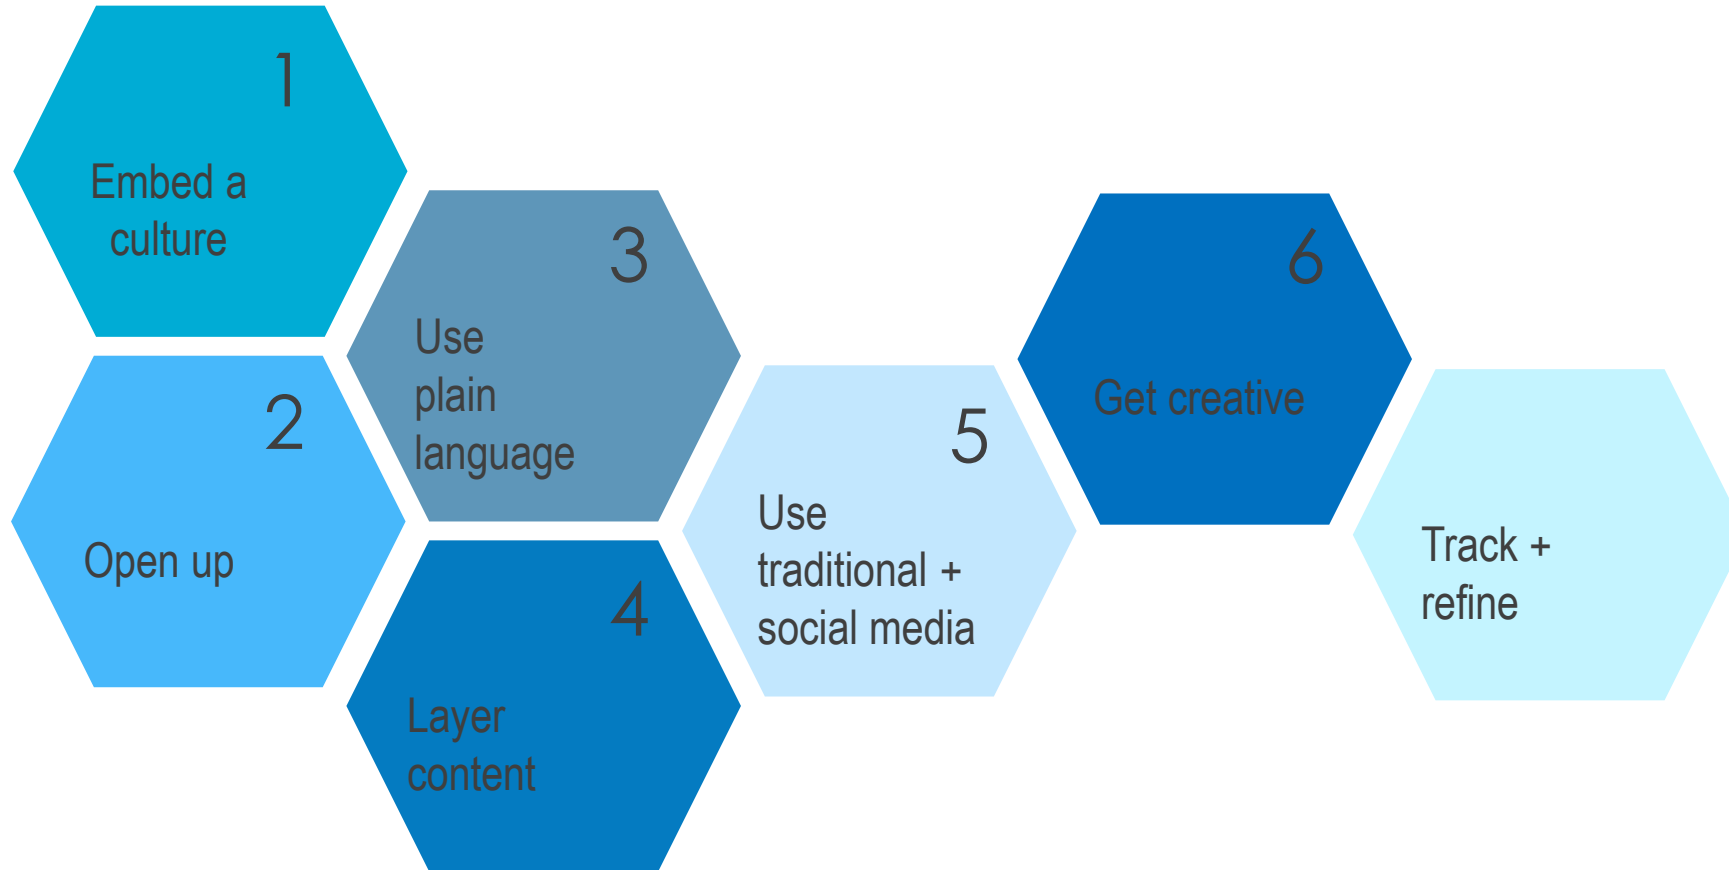 1
Embed a
culture
2
Open up
3
Use
plain
language
4
Layer
content
5
Use
traditional +
social media
6
Get creative
Track +
refine